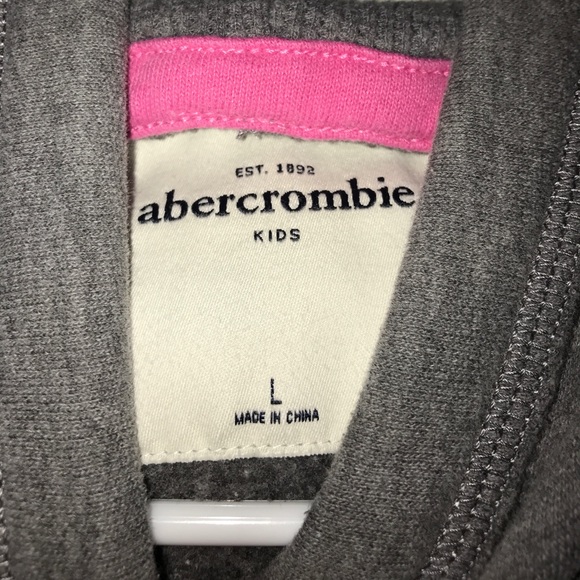 EST. 1892
abercrombie
KIDS
L
MADE IN CHINA